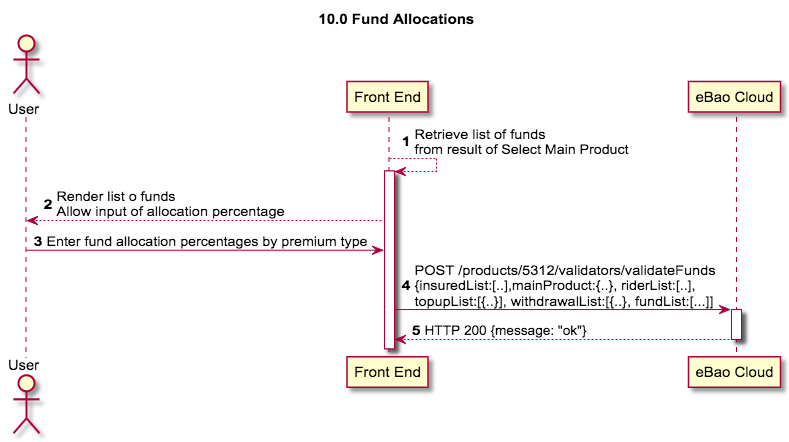 10.0 Fund Allocations
User
Front End
eBao Cloud
1 Retrieve list of funds
from result of Select Main Product
2 Render list o funds
Allow input of allocation percentage
3 Enter fund allocation percentages by premium type
POST /products/5312/validators/validateFunds
4 {insuredList:[..],mainProduct:{..}, riderList:[..],
topupList:[{..}], withdrawalList:[{..}, fundList:[...]]
5 HTTP 200 {message: "ok"}
User
Front End
eBao Cloud